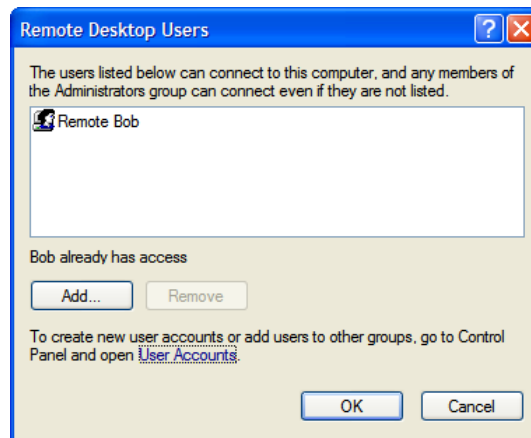 Remote Desktop Users
The users listed below can connect to this computer, and any members of
the Administrators group can connect even if they are not listed.
Remote Bob
Bob already has access
Add...
Remove
To create new user accounts or add users to other groups, go to Control
Panel and open User Accounts.
OK
Cancel